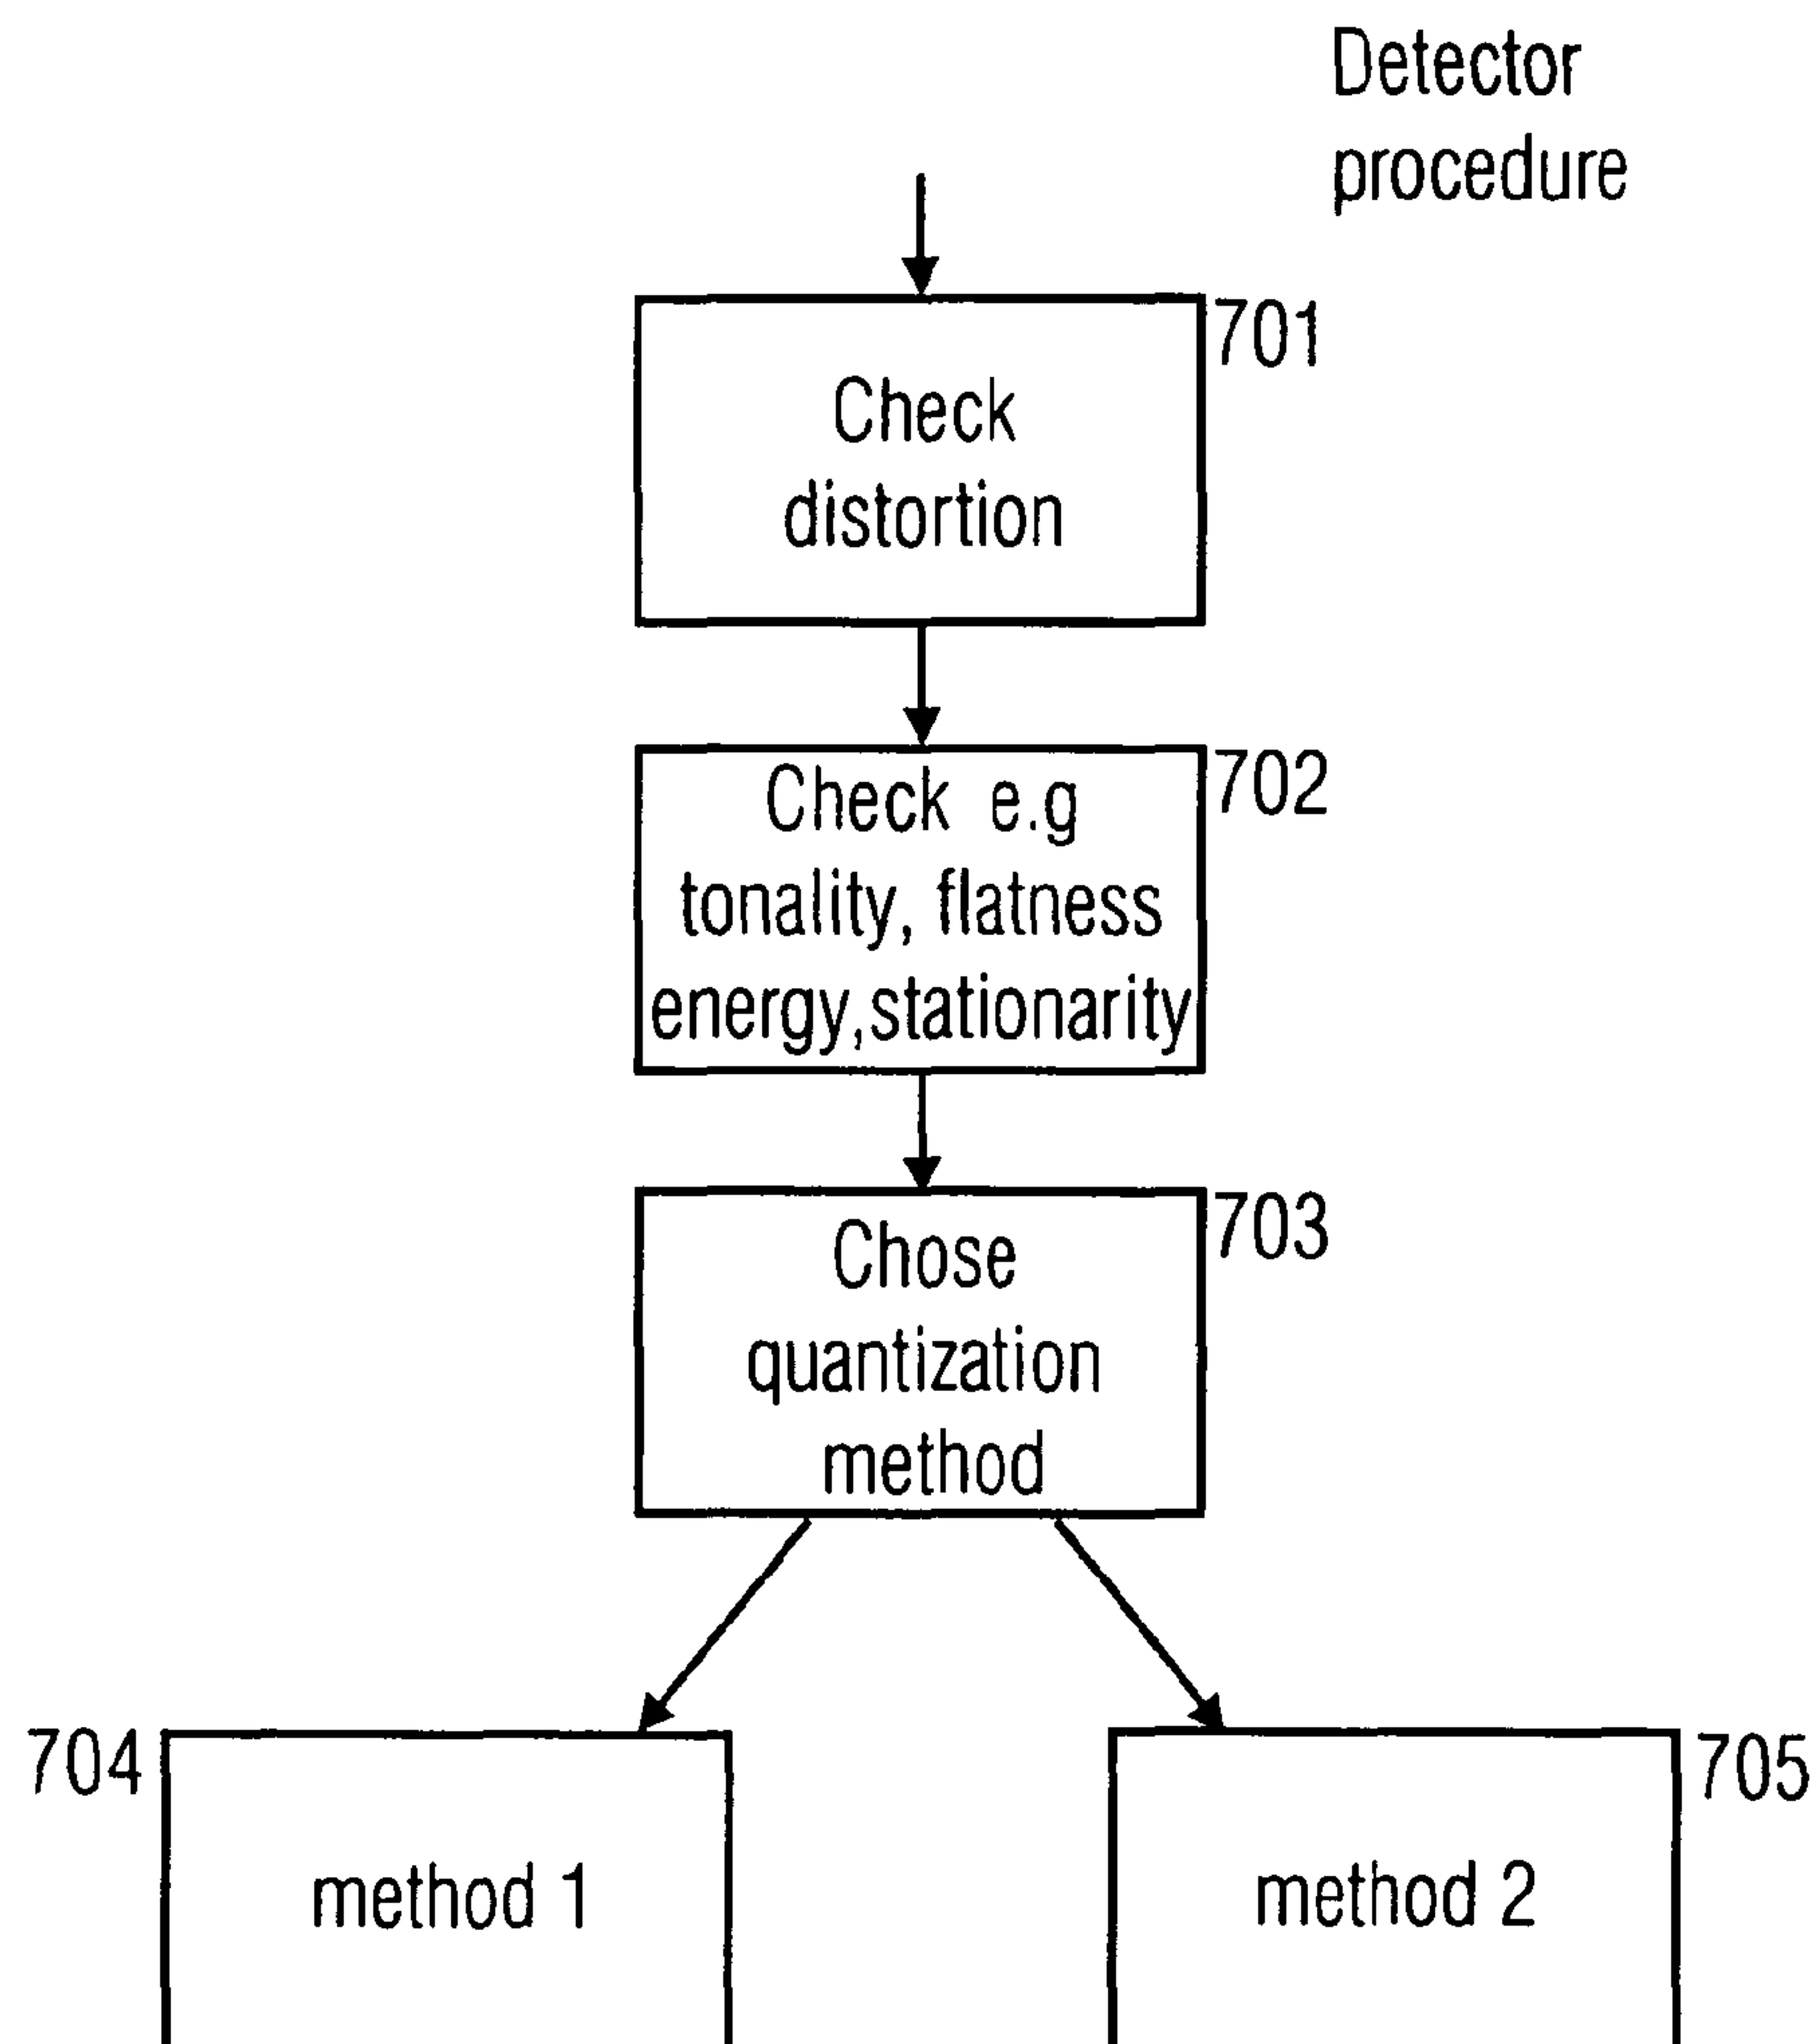 Detector
procedure
701
Check
distortion
702
Check e.g
tonality, flatness
energy,stationarity
703
Chose
quantization
method
704
method 1
705
method 2